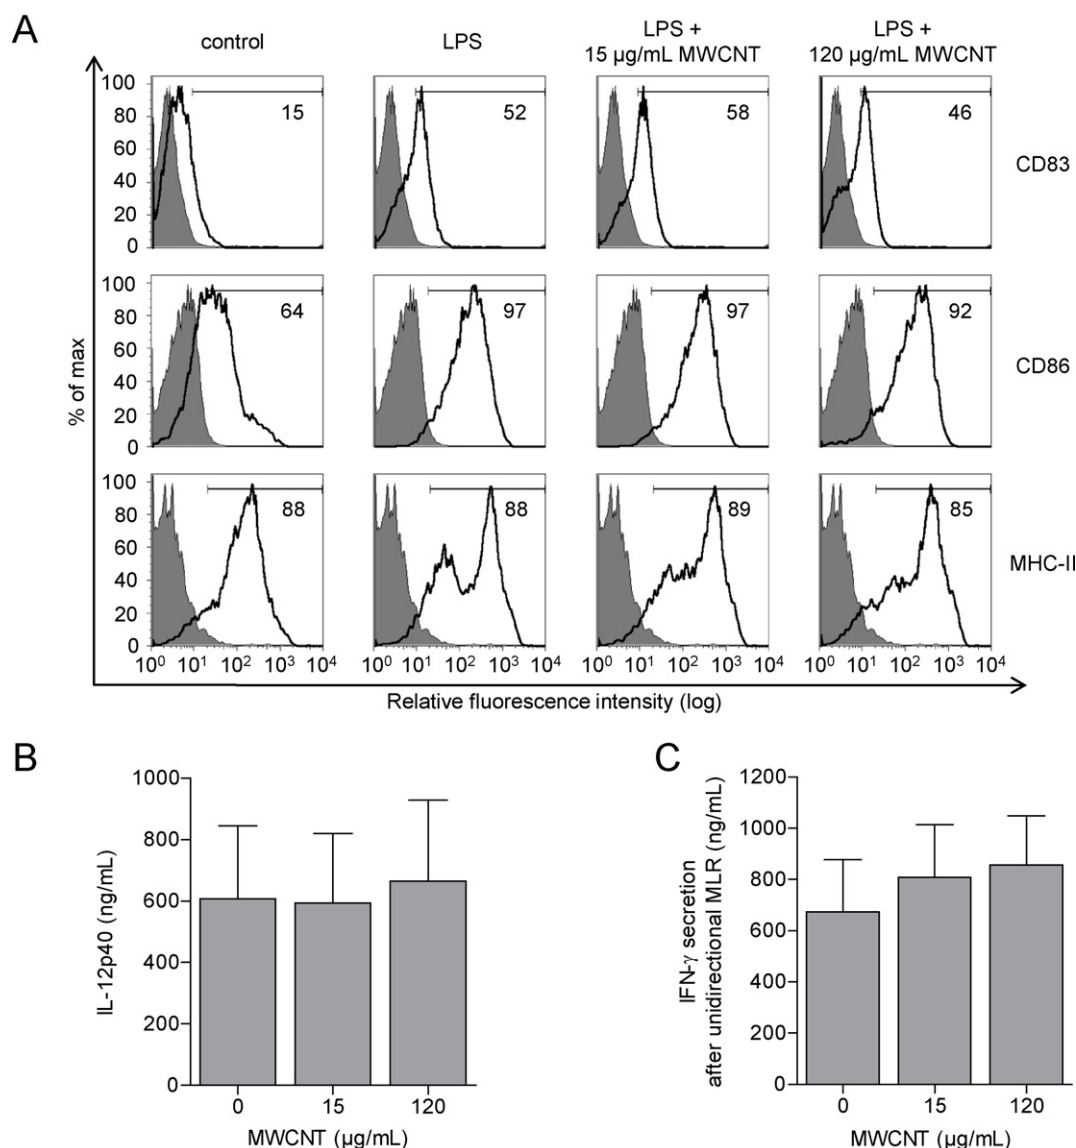 A
control
LPS
LPS +
15 µg/mL MWCNT
LPS +
120 µg/mL MWCNT
% of max
100
80
60
40
20
0
15
52
58
46
CD83
100
80
60
40
20
0
64
97
97
92
CD86
100
80
60
40
20
0
88
88
89
85
MHC-II
10⁰ 10¹ 10² 10³ 10⁴
10⁰ 10¹ 10² 10³ 10⁴
10⁰ 10¹ 10² 10³ 10⁴
10⁰ 10¹ 10² 10³ 10⁴
Relative fluorescence intensity (log)
B
IL-12p40 (ng/mL)
1000
800
600
400
200
0
0 15 120
MWCNT (µg/mL)
C
IFN-γ secretion
after unidirectional MLR (ng/mL)
1200
1000
800
600
400
200
0
0 15 120
MWCNT (µg/mL)